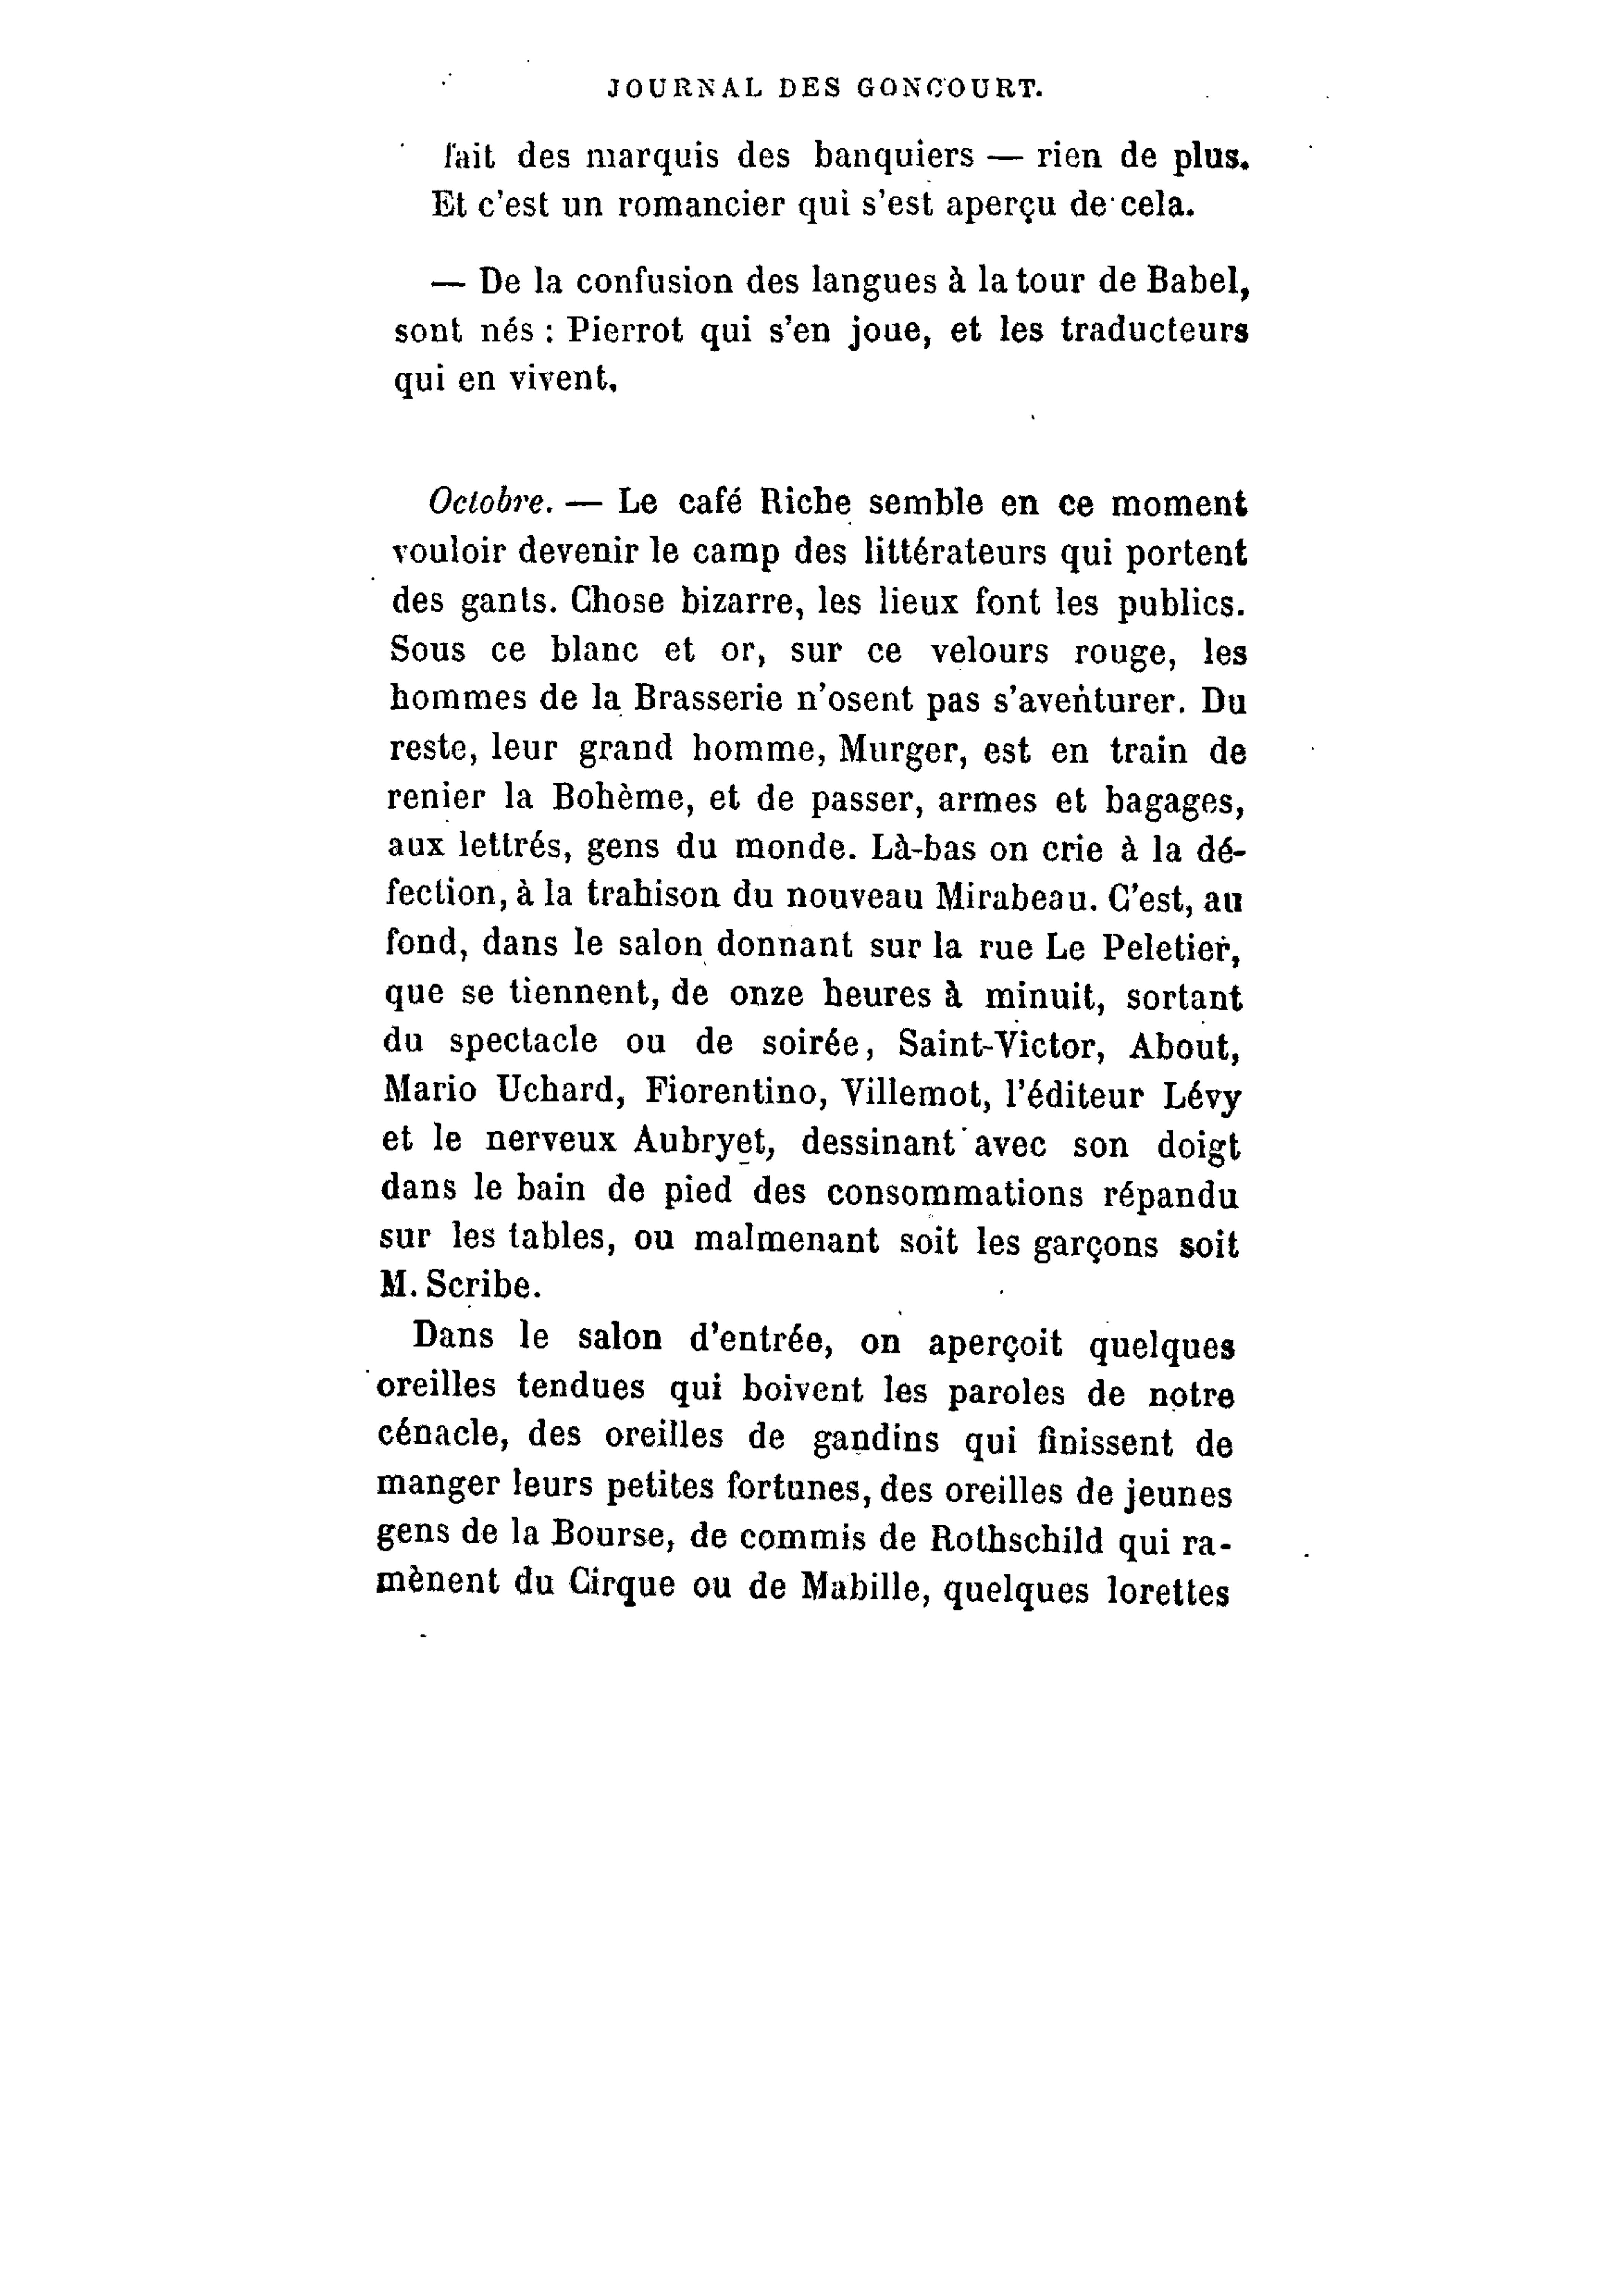 JOURNAL DES GONCOURT.
fait des marquis des banquiers — rien de plus.
Et c'est un romancier qui s'est aperçu de cela.
— De la confusion des langues à la tour de Babel,
sont nés : Pierrot qui s'en joue, et les traducteurs
qui en vivent.
Octobre. — Le café Riche semble en ce moment
vouloir devenir le camp des littérateurs qui portent
des gants. Chose bizarre, les lieux font les publics.
Sous ce blanc et or, sur ce velours rouge, les
hommes de la Brasserie n'osent pas s'aventurer. Du
reste, leur grand homme, Murger, est en train de
renier la Bohème, et de passer, armes et bagages,
aux lettrés, gens du monde. Là-bas on crie à la dé-
fection, à la trahison du nouveau Mirabeau. C'est, au
fond, dans le salon donnant sur la rue Le Peletier,
que se tiennent, de onze heures à minuit, sortant
du spectacle ou de soirée, Saint-Victor, About,
Mario Uchard, Fiorentino, Villemot, l'éditeur Lévy
et le nerveux Aubryet, dessinant avec son doigt
dans le bain de pied des consommations répandu
sur les tables, ou malmenant soit les garçons soit
M. Scribe.
Dans le salon d'entrée, on aperçoit quelques
oreilles tendues qui boivent les paroles de notre
cénacle, des oreilles de gandins qui finissent de
manger leurs petites fortunes, des oreilles de jeunes
gens de la Bourse, de commis de Rothschild qui ra-
mènent du Cirque ou de Mabille, quelques lorettes